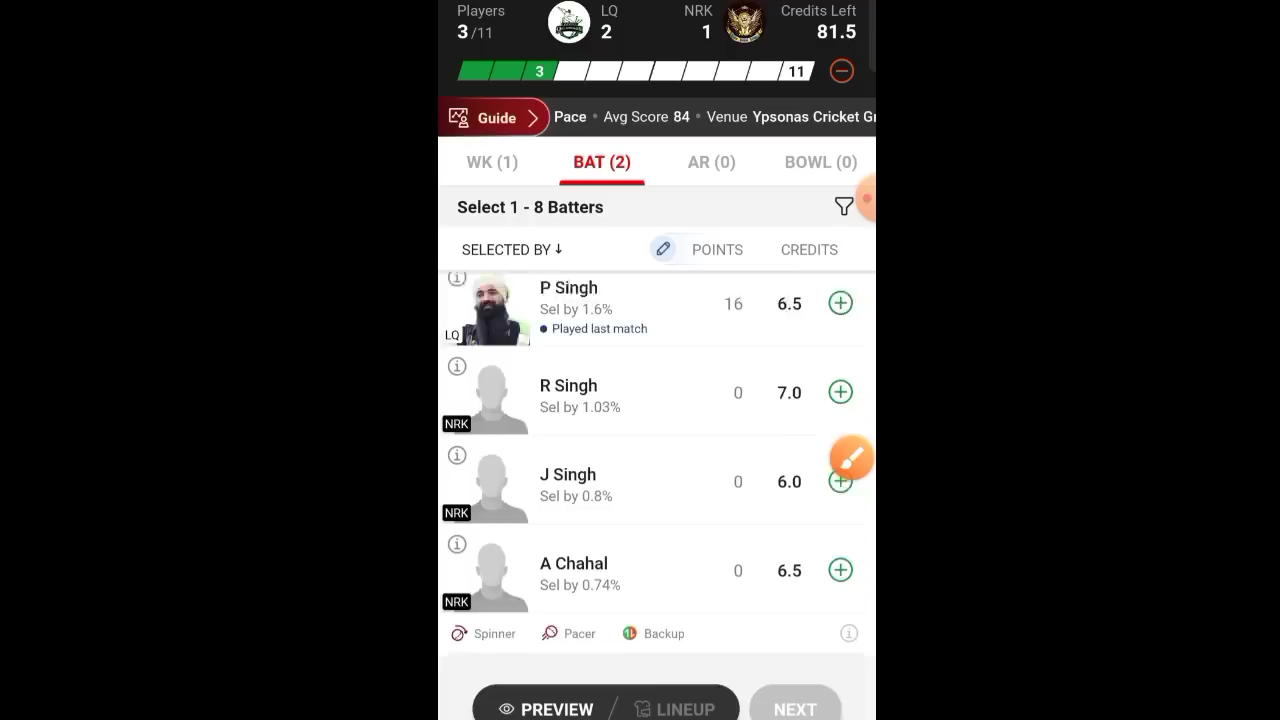 Players LQ NRK Credits Left
3 /11 2 1 81.5
3 11
Guide Pace • Avg Score 84 • Venue Ypsonas Cricket Gr
WK (1) BAT (2) AR (0) BOWL (0)
Select 1 - 8 Batters
SELECTED BY ↓ POINTS CREDITS
P Singh
Sel by 1.6% 16 6.5
Played last match
LQ
R Singh
Sel by 1.03% 0 7.0
NRK
J Singh
Sel by 0.8% 0 6.0
NRK
A Chahal
Sel by 0.74% 0 6.5
NRK
Spinner Pacer Backup
PREVIEW / LINEUP NEXT